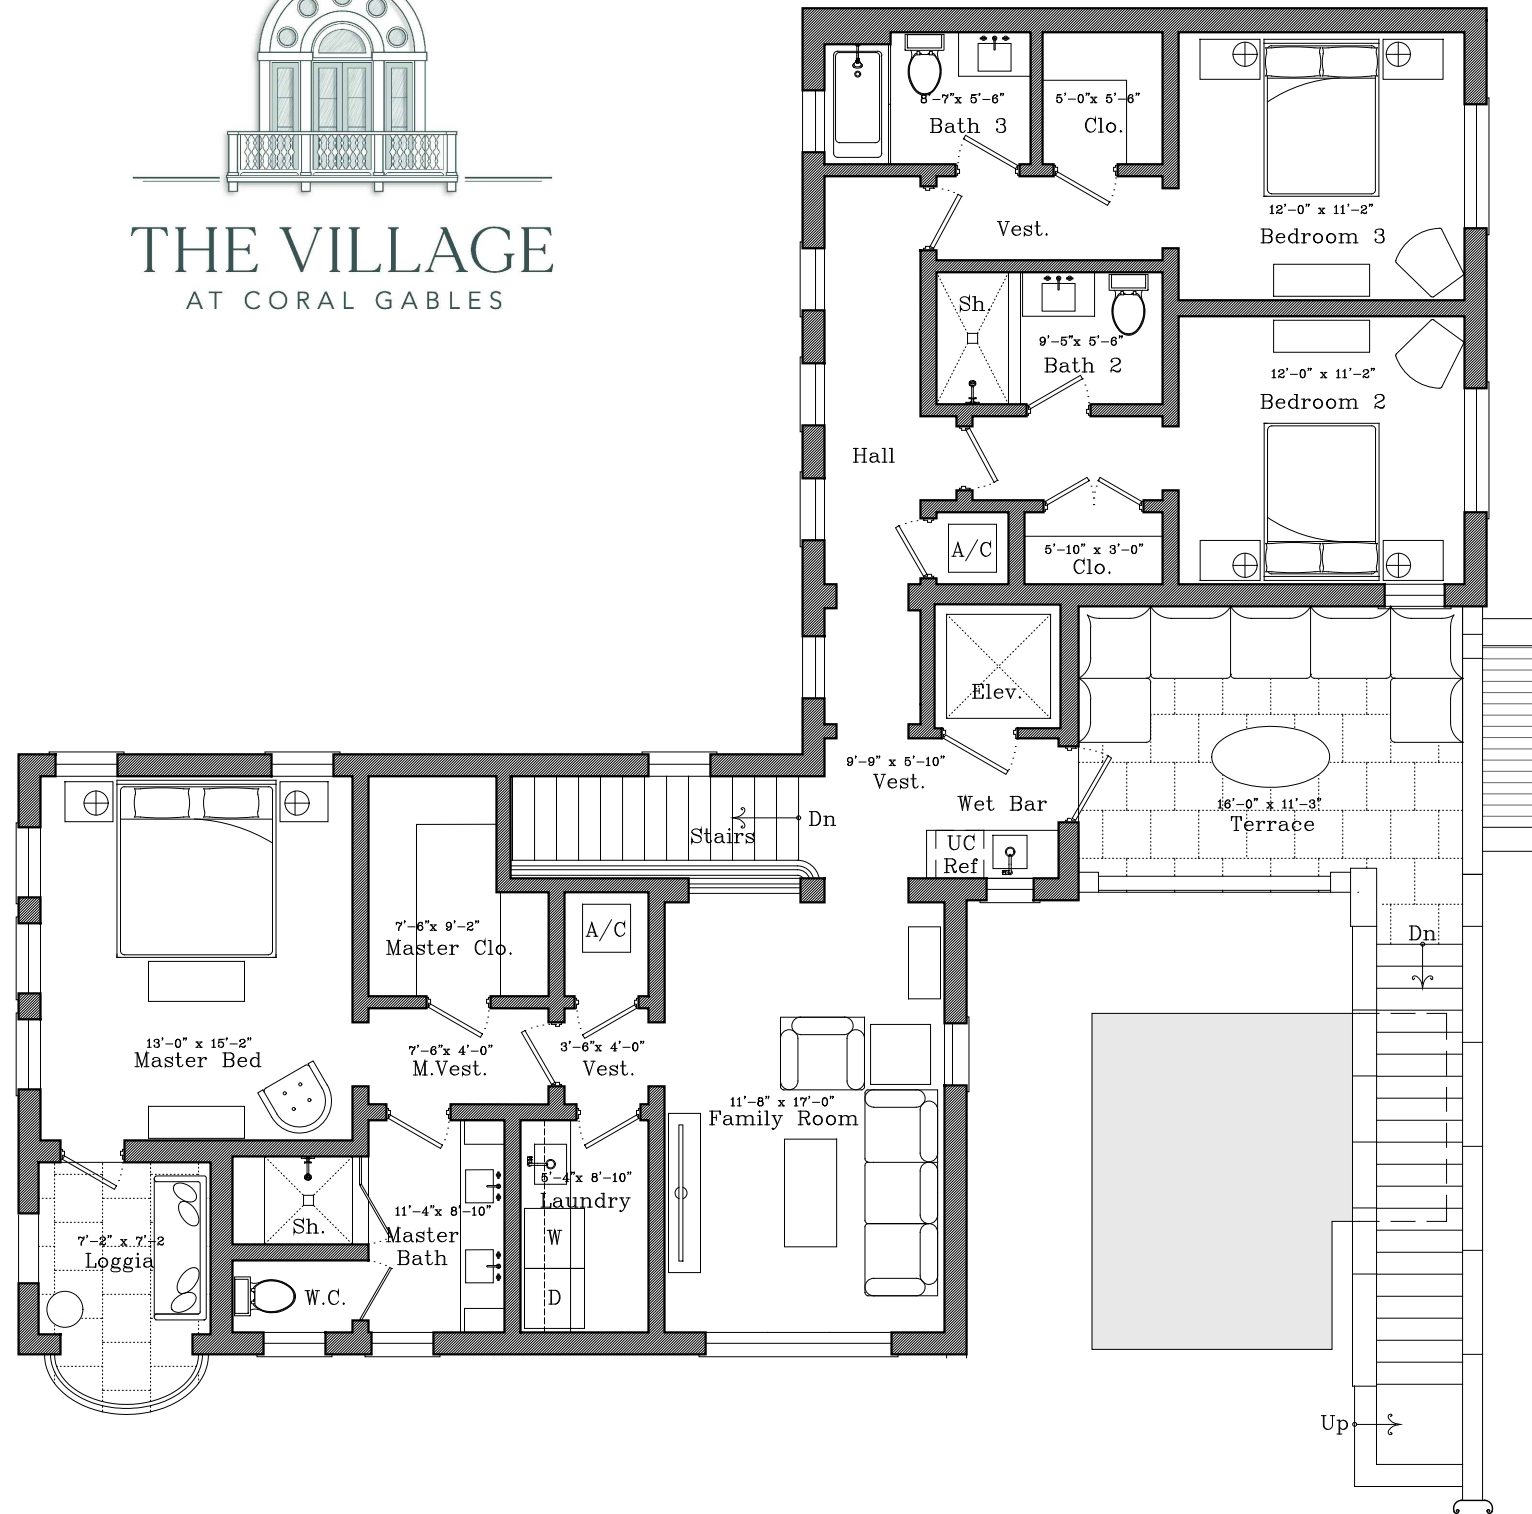 THE VILLAGE
AT CORAL GABLES
8'-7"x 5'-6"
Bath 3
5'-0"x 5'-6"
Clo.
12'-0" x 11'-2"
Bedroom 3
Vest.
Sh.
9'-5"x 5'-6"
Bath 2
12'-0" x 11'-2"
Bedroom 2
Hall
A/C
5'-10" x 3'-0"
Clo.
Elev.
9'-9" x 5'-10"
Vest.
Wet Bar
16'-0" x 11'-3"
Terrace
Stairs
Dn
UC
Ref
A/C
7'-6"x 9'-2"
Master Clo.
Dn
13'-0" x 15'-2"
Master Bed
7'-6"x 4'-0"
M.Vest.
3'-6"x 4'-0"
Vest.
11'-8" x 17'-0"
Family Room
5'-4"x 8'-10"
Laundry
11'-4"x 8'-10"
Master
Bath
Sh.
7'-2" x 7'-2
Loggia
W
W.C.
D
Up